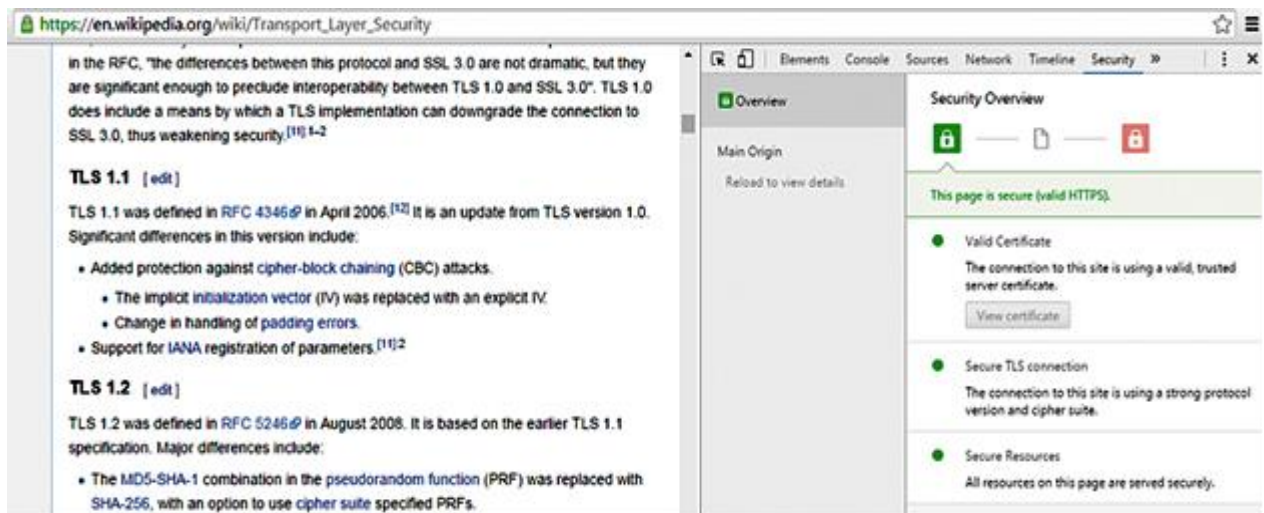 https://en.wikipedia.org/wiki/Transport_Layer_Security
in the RFC, "the differences between this protocol and SSL 3.0 are not dramatic, but they
are significant enough to preclude interoperability between TLS 1.0 and SSL 3.0". TLS 1.0
does include a means by which a TLS implementation can downgrade the connection to
SSL 3.0, thus weakening security.[11]:1–2
TLS 1.1 [edit]
TLS 1.1 was defined in RFC 4346 in April 2006.[12] It is an update from TLS version 1.0.
Significant differences in this version include:
• Added protection against cipher-block chaining (CBC) attacks.
• The implicit initialization vector (IV) was replaced with an explicit IV.
• Change in handling of padding errors.
• Support for IANA registration of parameters.[11]:2
TLS 1.2 [edit]
TLS 1.2 was defined in RFC 5246 in August 2008. It is based on the earlier TLS 1.1
specification. Major differences include:
• The MD5-SHA-1 combination in the pseudorandom function (PRF) was replaced with
SHA-256, with an option to use cipher suite specified PRFs.
Elements Console Sources Network Timeline Security »
Overview
Main Origin
Reload to view details
Security Overview
This page is secure (valid HTTPS).
Valid Certificate
The connection to this site is using a valid, trusted
server certificate.
View certificate
Secure TLS connection
The connection to this site is using a strong protocol
version and cipher suite.
Secure Resources
All resources on this page are served securely.